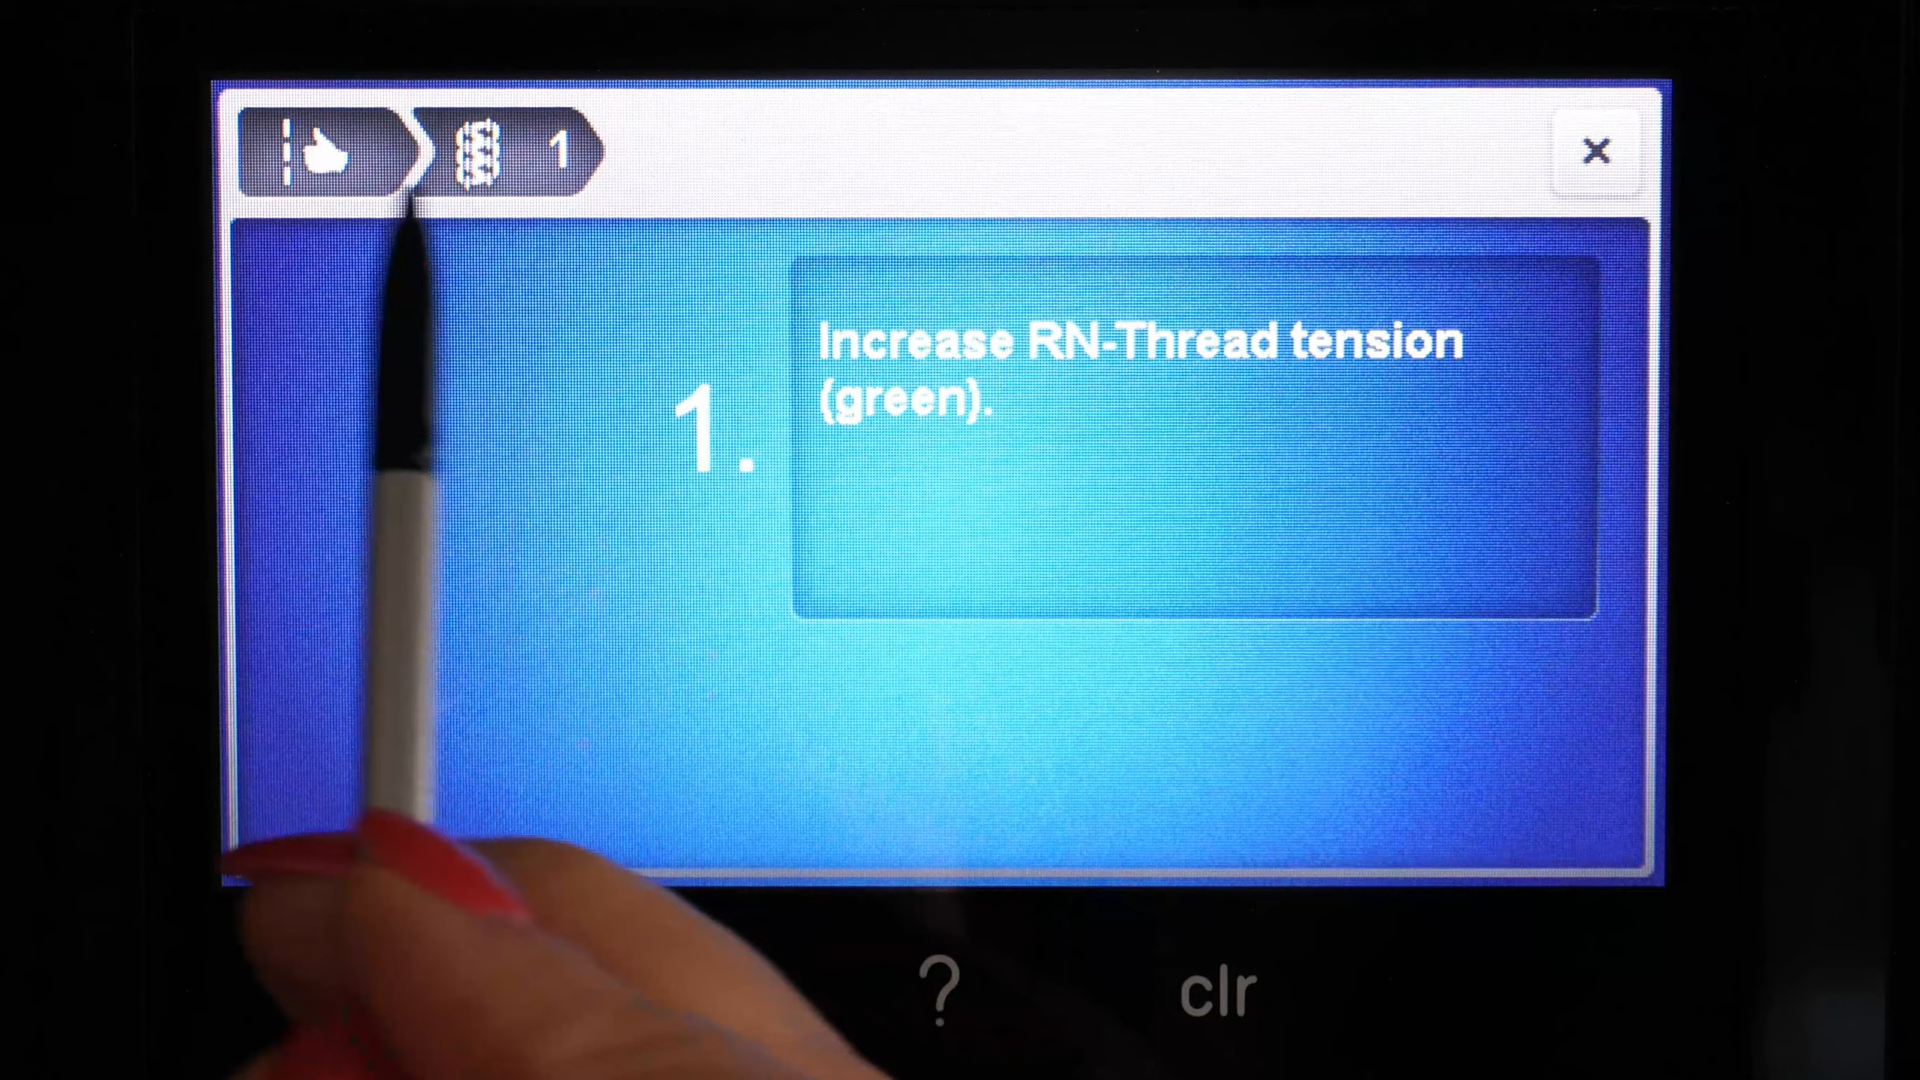 1
×
1.
Increase RN-Thread tension
(green).
?
clr